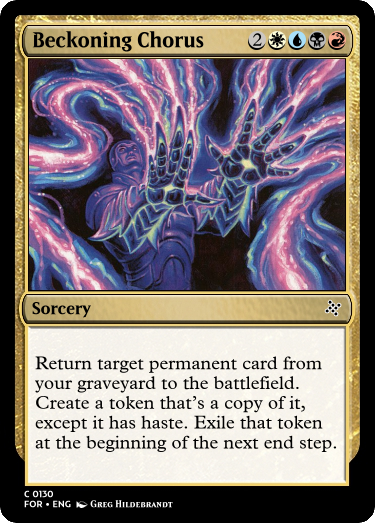 Beckoning Chorus 2
Sorcery
Return target permanent card from
your graveyard to the battlefield.
Create a token that's a copy of it,
except it has haste. Exile that token
at the beginning of the next end step.
C 0130
FOR • ENG Greg Hildebrandt